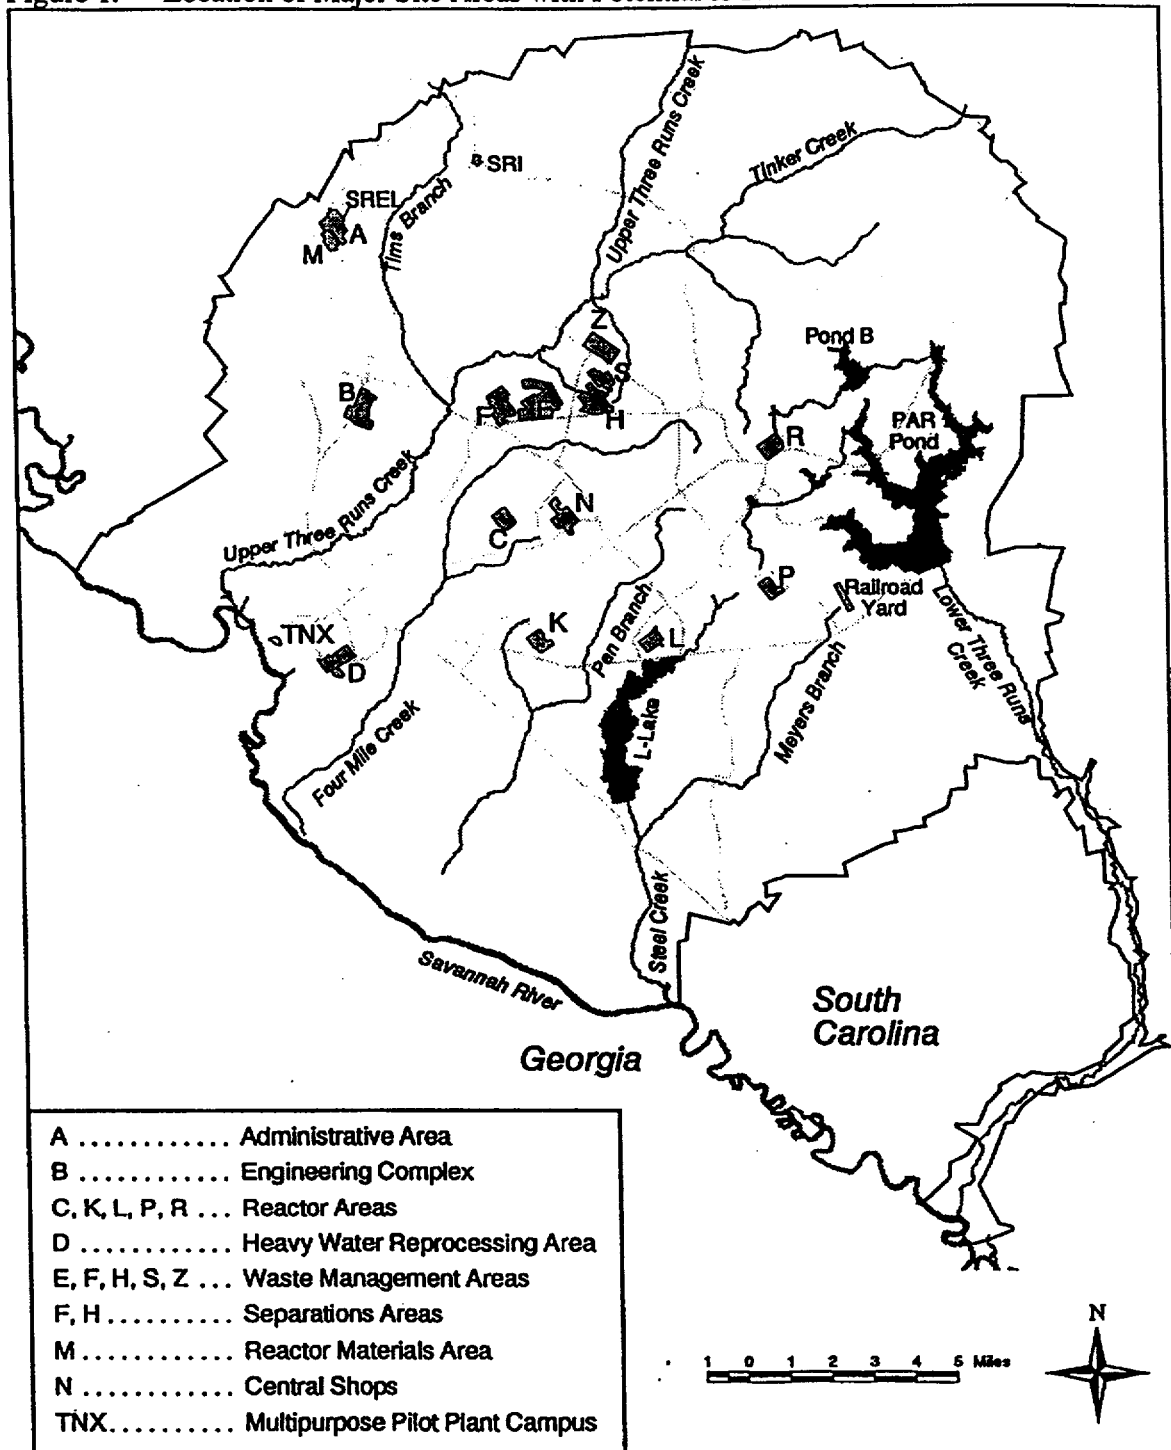 Figure 1. Location of Major Site Areas with Potential
Upper Three Runs Creek
Tinker Creek
SRI
SREL
Tims Branch
A
M
Z
Pond B
S
B
F
E
H
PAR
Pond
R
Upper Three Runs Creek
N
C
P
Railroad
Yard
Pen Branch
K
L
TNX
D
Lower Three Runs
Creek
Meyers Branch
L-Lake
Four Mile Creek
Steel Creek
Savannah River
South
Carolina
Georgia
A ............ Administrative Area
B ............ Engineering Complex
C, K, L, P, R ... Reactor Areas
D ............ Heavy Water Reprocessing Area
E, F, H, S, Z ... Waste Management Areas
F, H .......... Separations Areas
M ............ Reactor Materials Area
N ............ Central Shops
TNX.......... Multipurpose Pilot Plant Campus
N
1 0 1 2 3 4 5 Miles